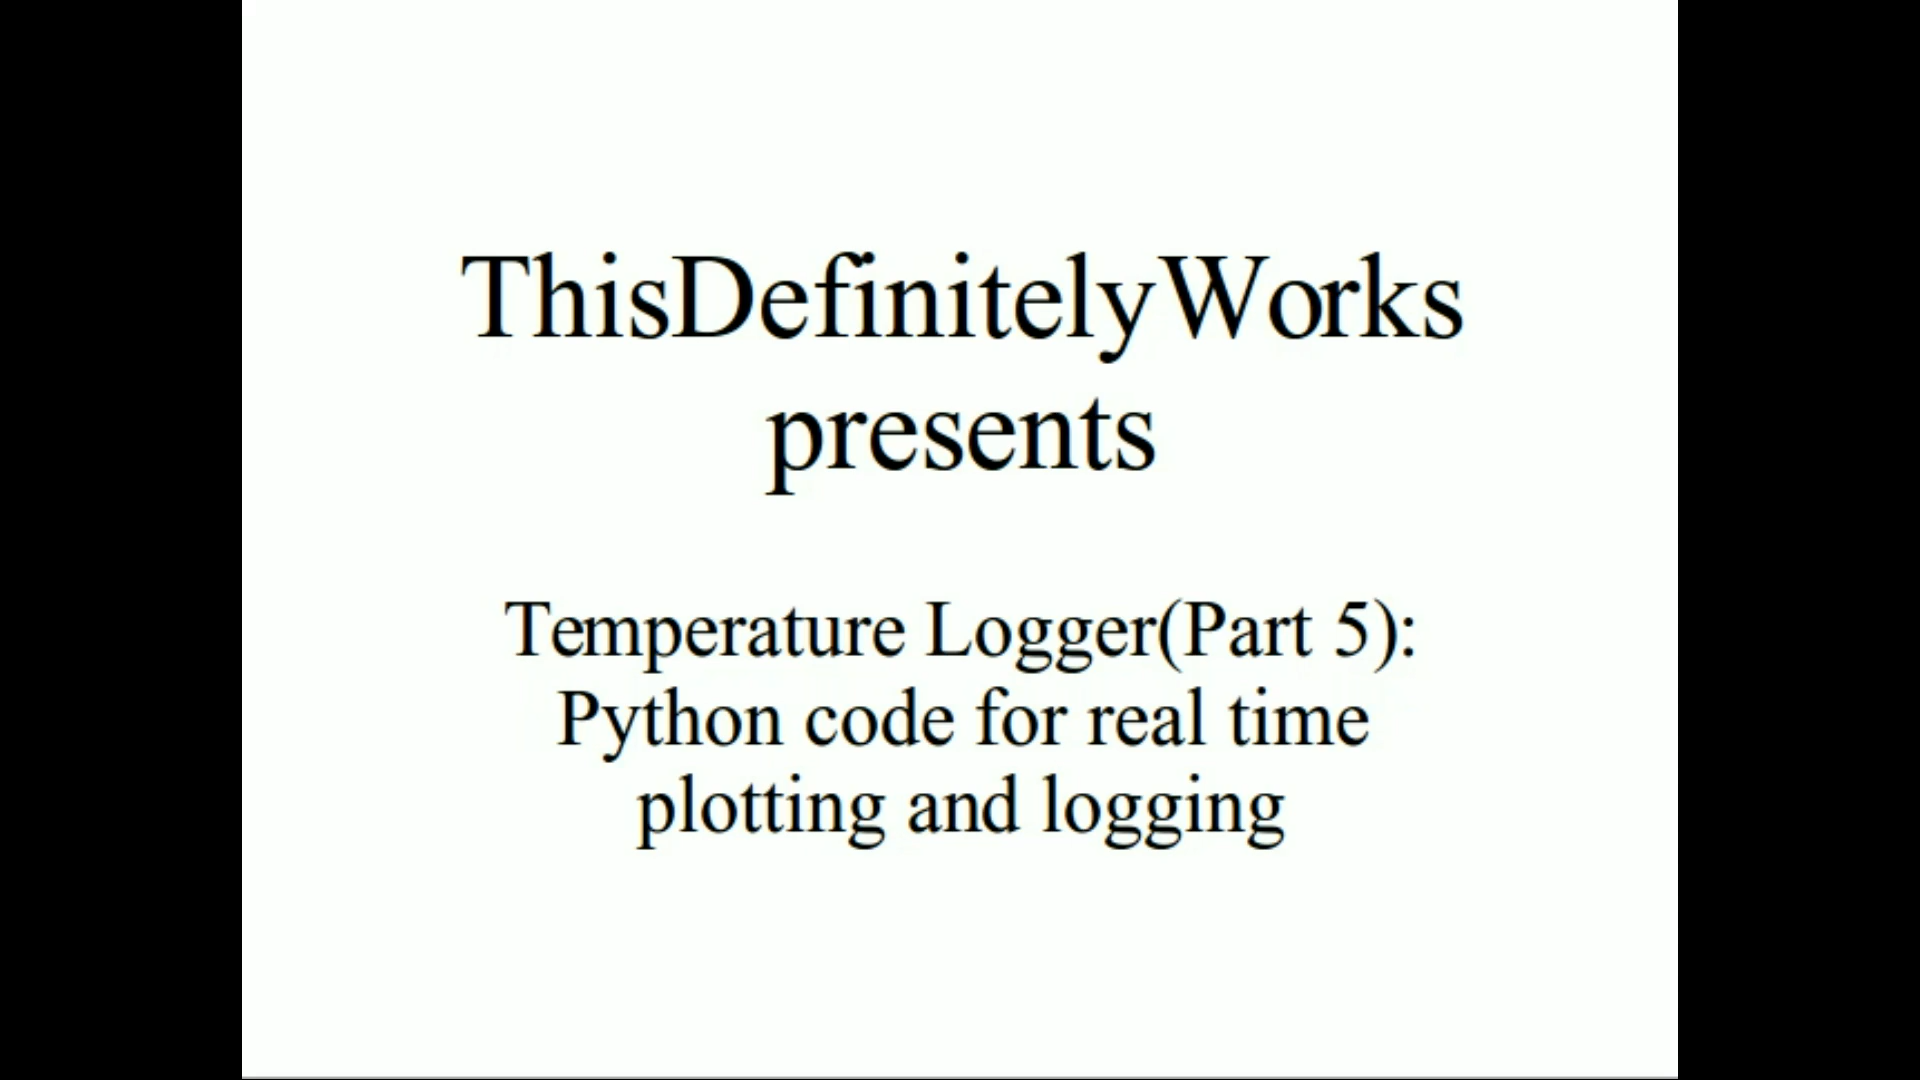 ThisDefinitelyWorks
presents
Temperature Logger(Part 5):
Python code for real time
plotting and logging